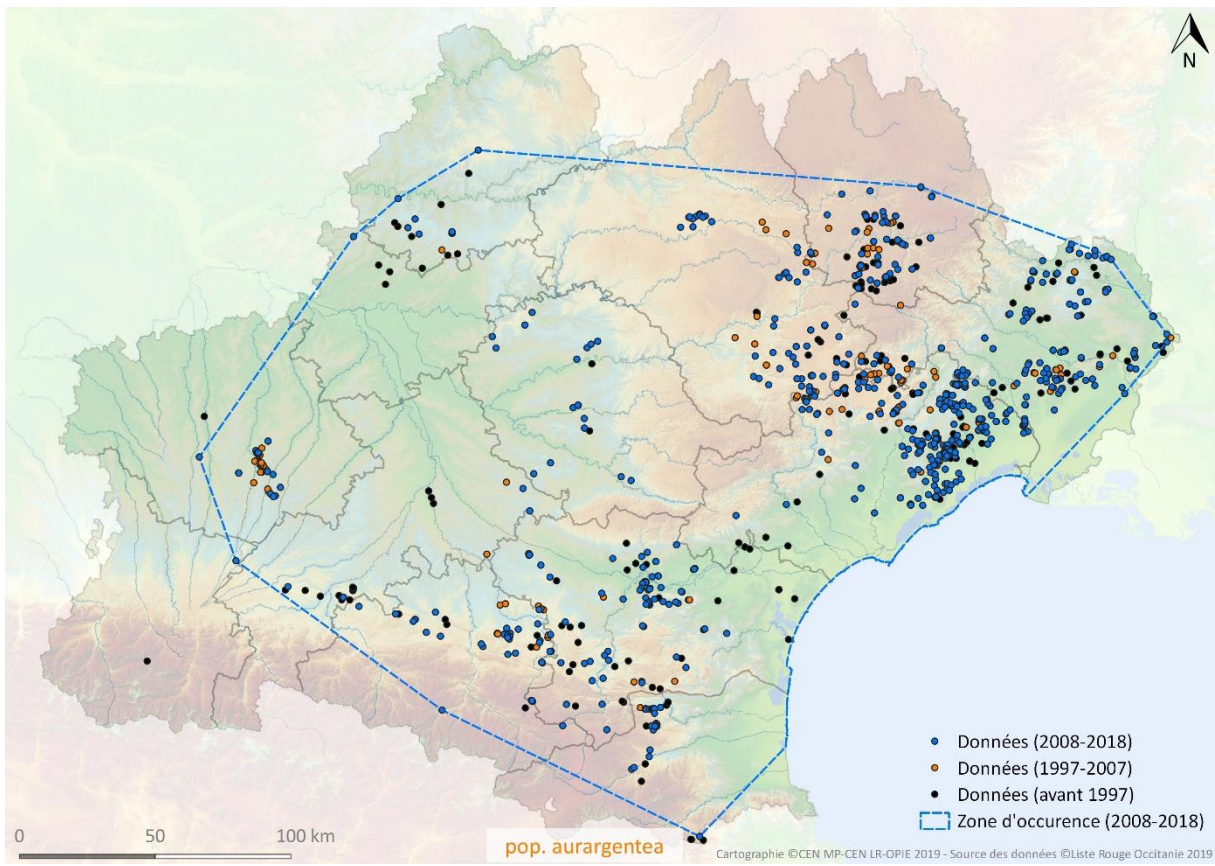 N
Données (2008-2018)
Données (1997-2007)
Données (avant 1997)
Zone d'occurence (2008-2018)
0 50 100 km
pop. aurargentea
Cartographie ©CEN MP-CEN LR-OPIE 2019 - Source des données ©Liste Rouge Occitanie 2019